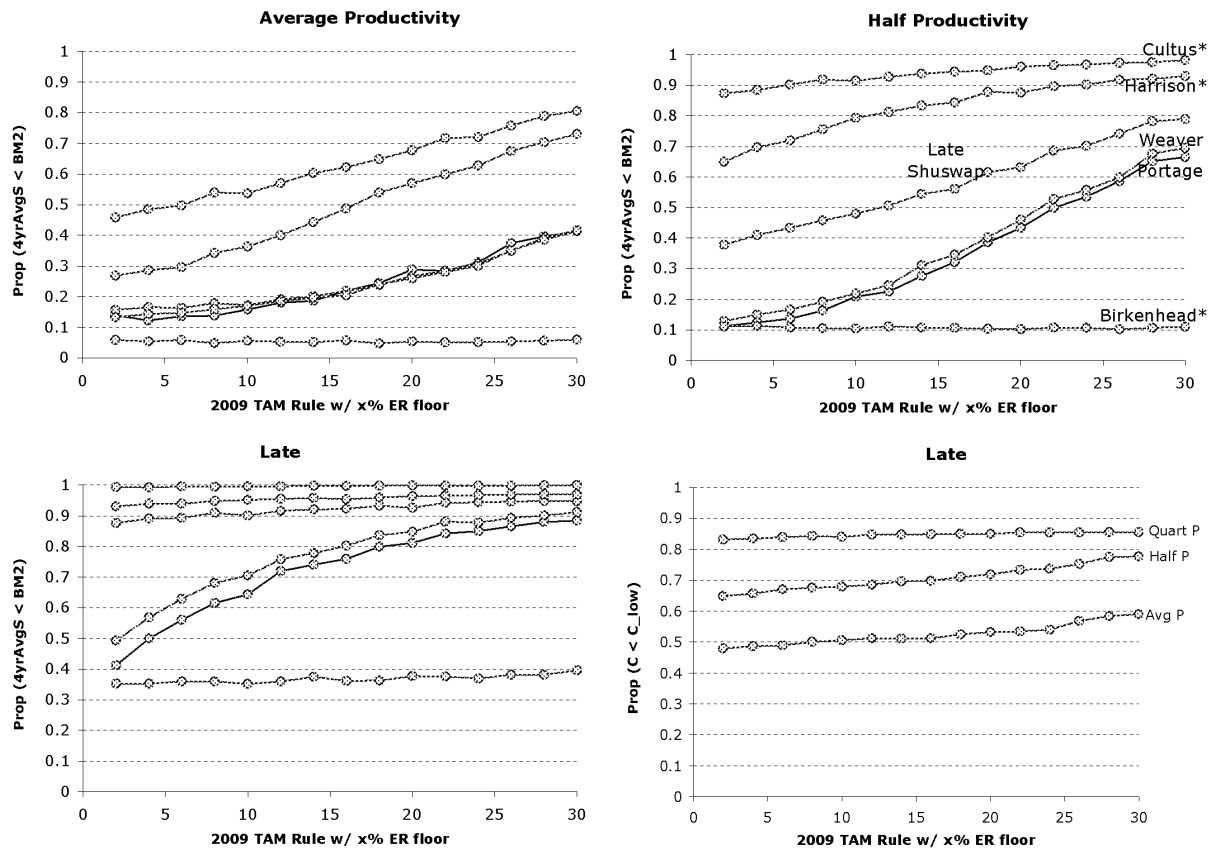 Average Productivity
1
0.9
0.8
0.7
0.6
0.5
0.4
0.3
0.2
0.1
0
Prop (4yrAvgS < BM2)
0 5 10 15 20 25 30
2009 TAM Rule w/ x% ER floor
Half Productivity
1
0.9
0.8
0.7
0.6
0.5
0.4
0.3
0.2
0.1
0
Prop (4yrAvgS < BM2)
Cultus*
Harrison*
Weaver
Late
Shuswap
Portage
Birkenhead*
0 5 10 15 20 25 30
2009 TAM Rule w/ x% ER floor
Late
1
0.9
0.8
0.7
0.6
0.5
0.4
0.3
0.2
0.1
0
Prop (4yrAvgS < BM2)
0 5 10 15 20 25 30
2009 TAM Rule w/ x% ER floor
Late
1
0.9
0.8
0.7
0.6
0.5
0.4
0.3
0.2
0.1
0
Prop (C < C_low)
Quart P
Half P
Avg P
0 5 10 15 20 25 30
2009 TAM Rule w/ x% ER floor